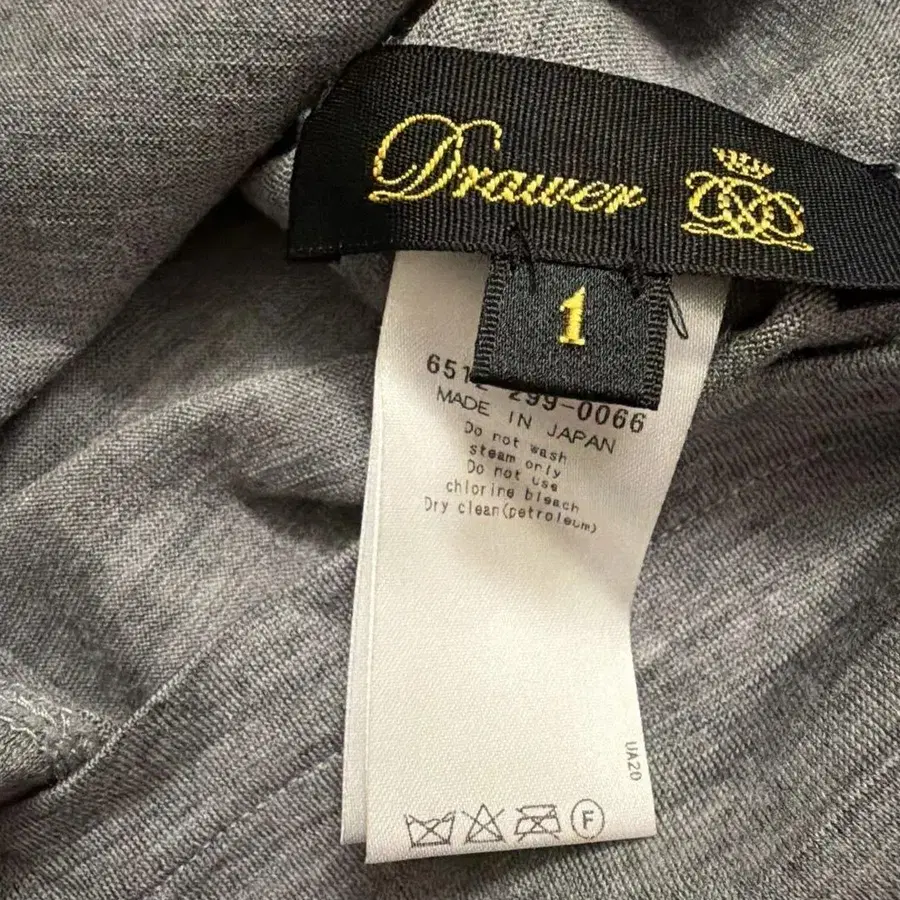 Drawer
1
299-0066
MADE IN JAPAN
Do not wash
steam only
Do not use
chlorine bleach
Dry clean(petroleum)
UA20
F